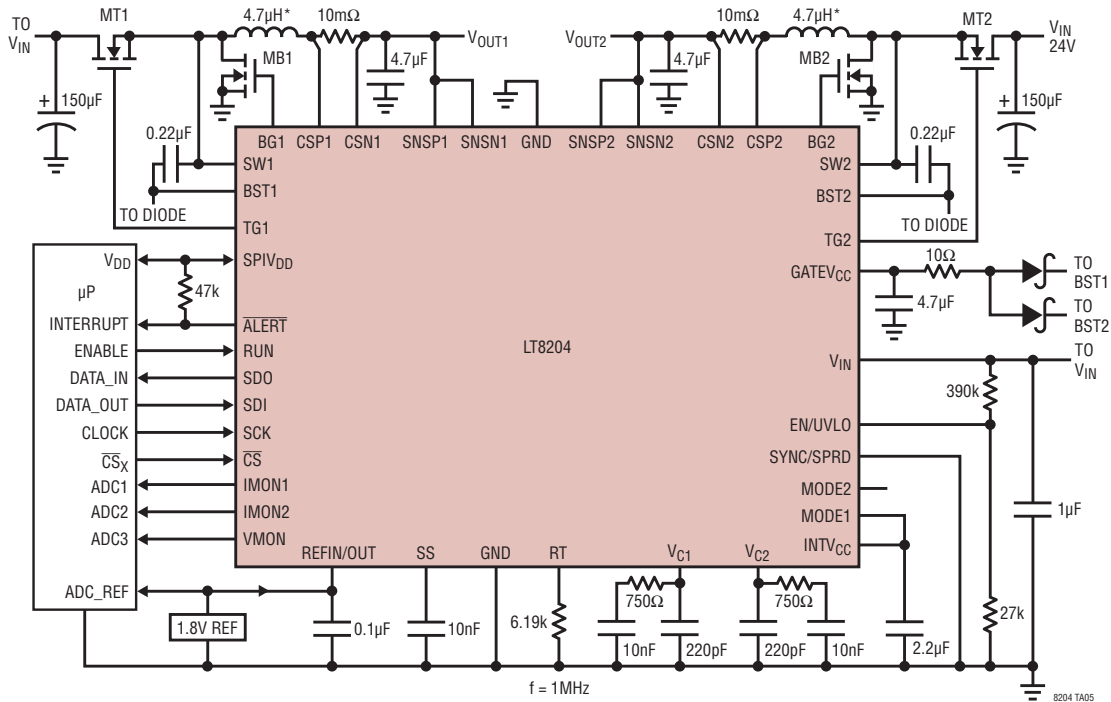 TO
VIN
MT1
4.7µH*
10mΩ
VOUT1
VOUT2
10mΩ
4.7µH*
MT2
VIN
24V
+
150µF
MB1
4.7µF
4.7µF
MB2
+
150µF
0.22µF
0.22µF
BG1 CSP1 CSN1 SNSP1 SNSN1 GND SNSP2 SNSN2 CSN2 CSP2 BG2
SW1
SW2
BST1
BST2
TO DIODE
TO DIODE
TG1
TG2
VDD
SPIVDD
µP
47k
GATEVCC
10Ω
TO
BST1
4.7µF
TO
BST2
INTERRUPT
ALERT
ENABLE
RUN
DATA_IN
SDO
DATA_OUT
SDI
CLOCK
SCK
CSX
CS
ADC1
IMON1
ADC2
IMON2
ADC3
VMON
ADC_REF
LT8204
VIN
TO
VIN
390k
EN/UVLO
SYNC/SPRD
MODE2
MODE1
INTVCC
1µF
REFIN/OUT SS GND RT VC1 VC2
1.8V REF
0.1µF
10nF
6.19k
750Ω
750Ω
10nF
220pF
220pF
10nF
2.2µF
27k
f = 1MHz
8204 TA05